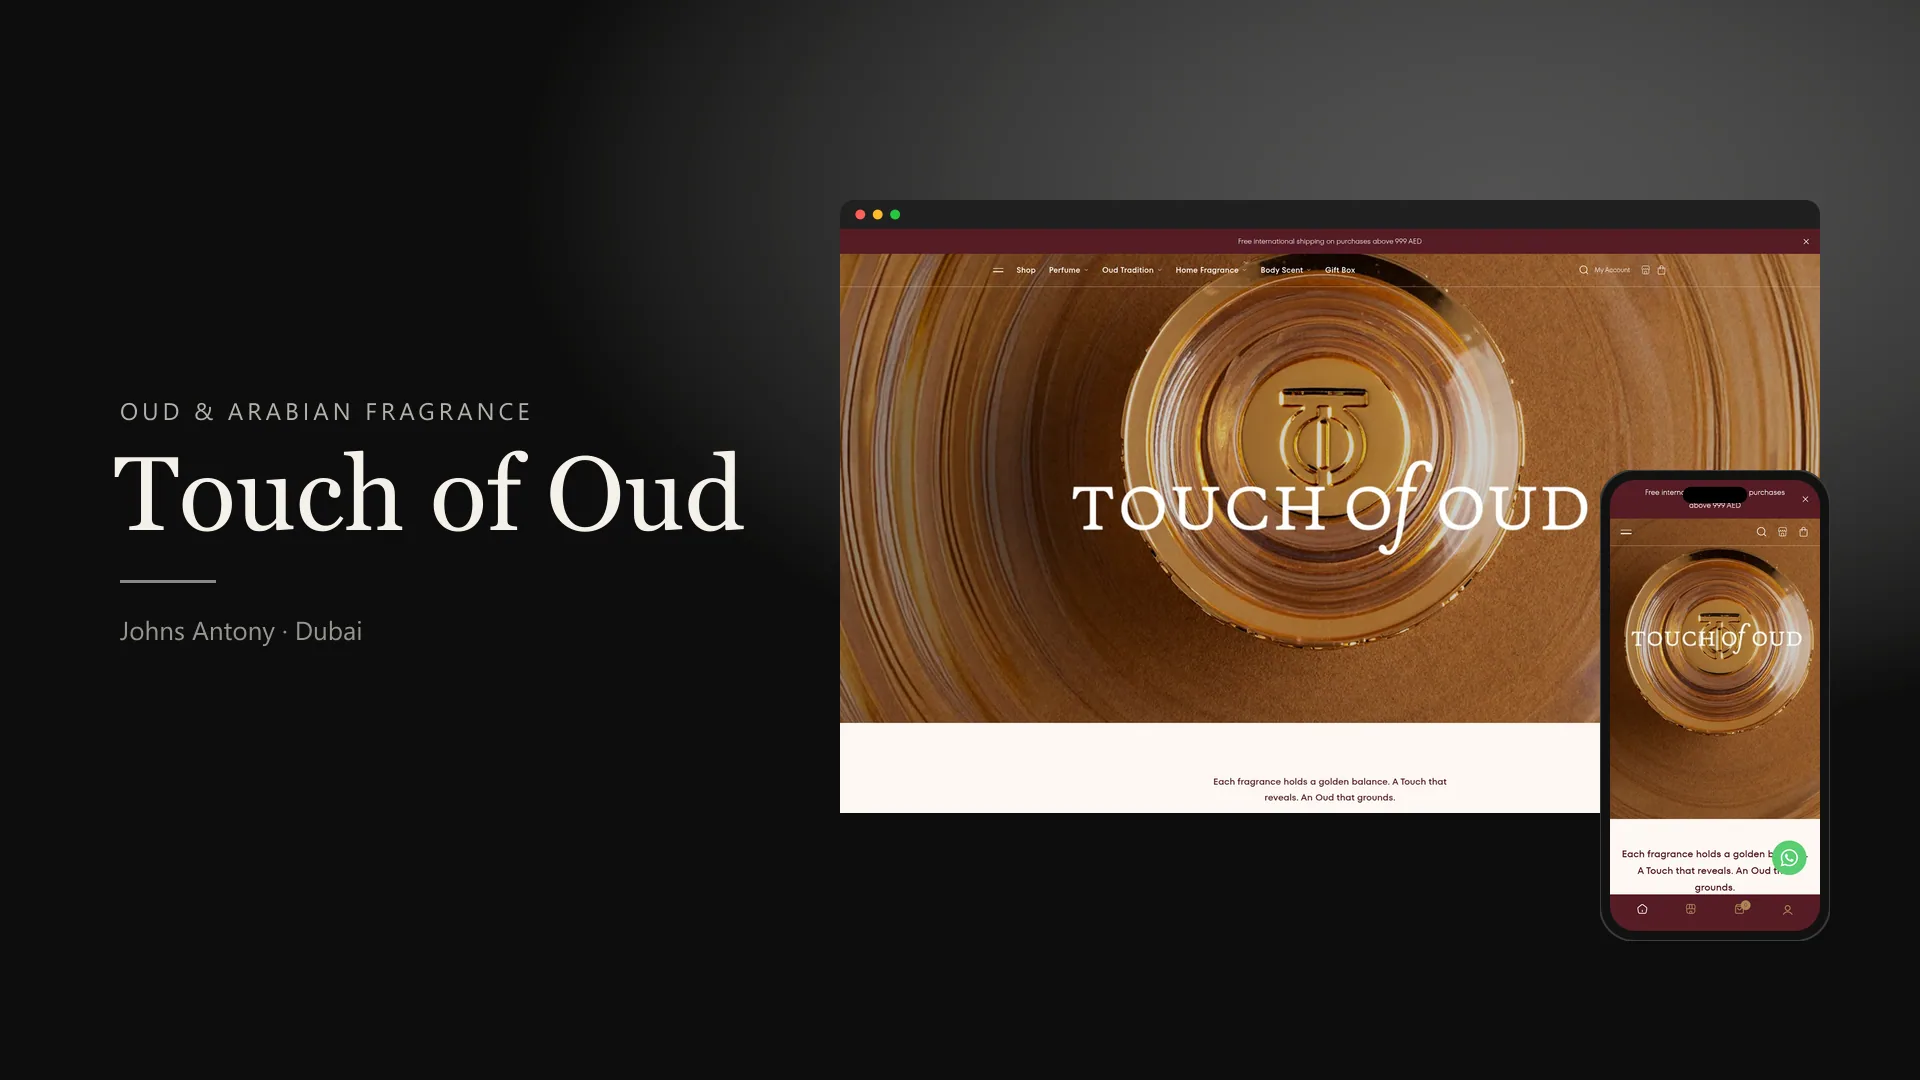 OUD & ARABIAN FRAGRANCE
Touch of Oud
Johns Antony · Dubai
Free international shipping on purchases above 999 AED
Shop Perfume Oud Tradition Home Fragrance Body Scent Gift Box My Account
TOUCH of OUD
Each fragrance holds a golden balance. A Touch that
reveals. An Oud that grounds.
Free purchases
above 999 AED
TOUCH of OUD
Each fragrance holds a golden
A Touch that reveals. An Oud
grounds.